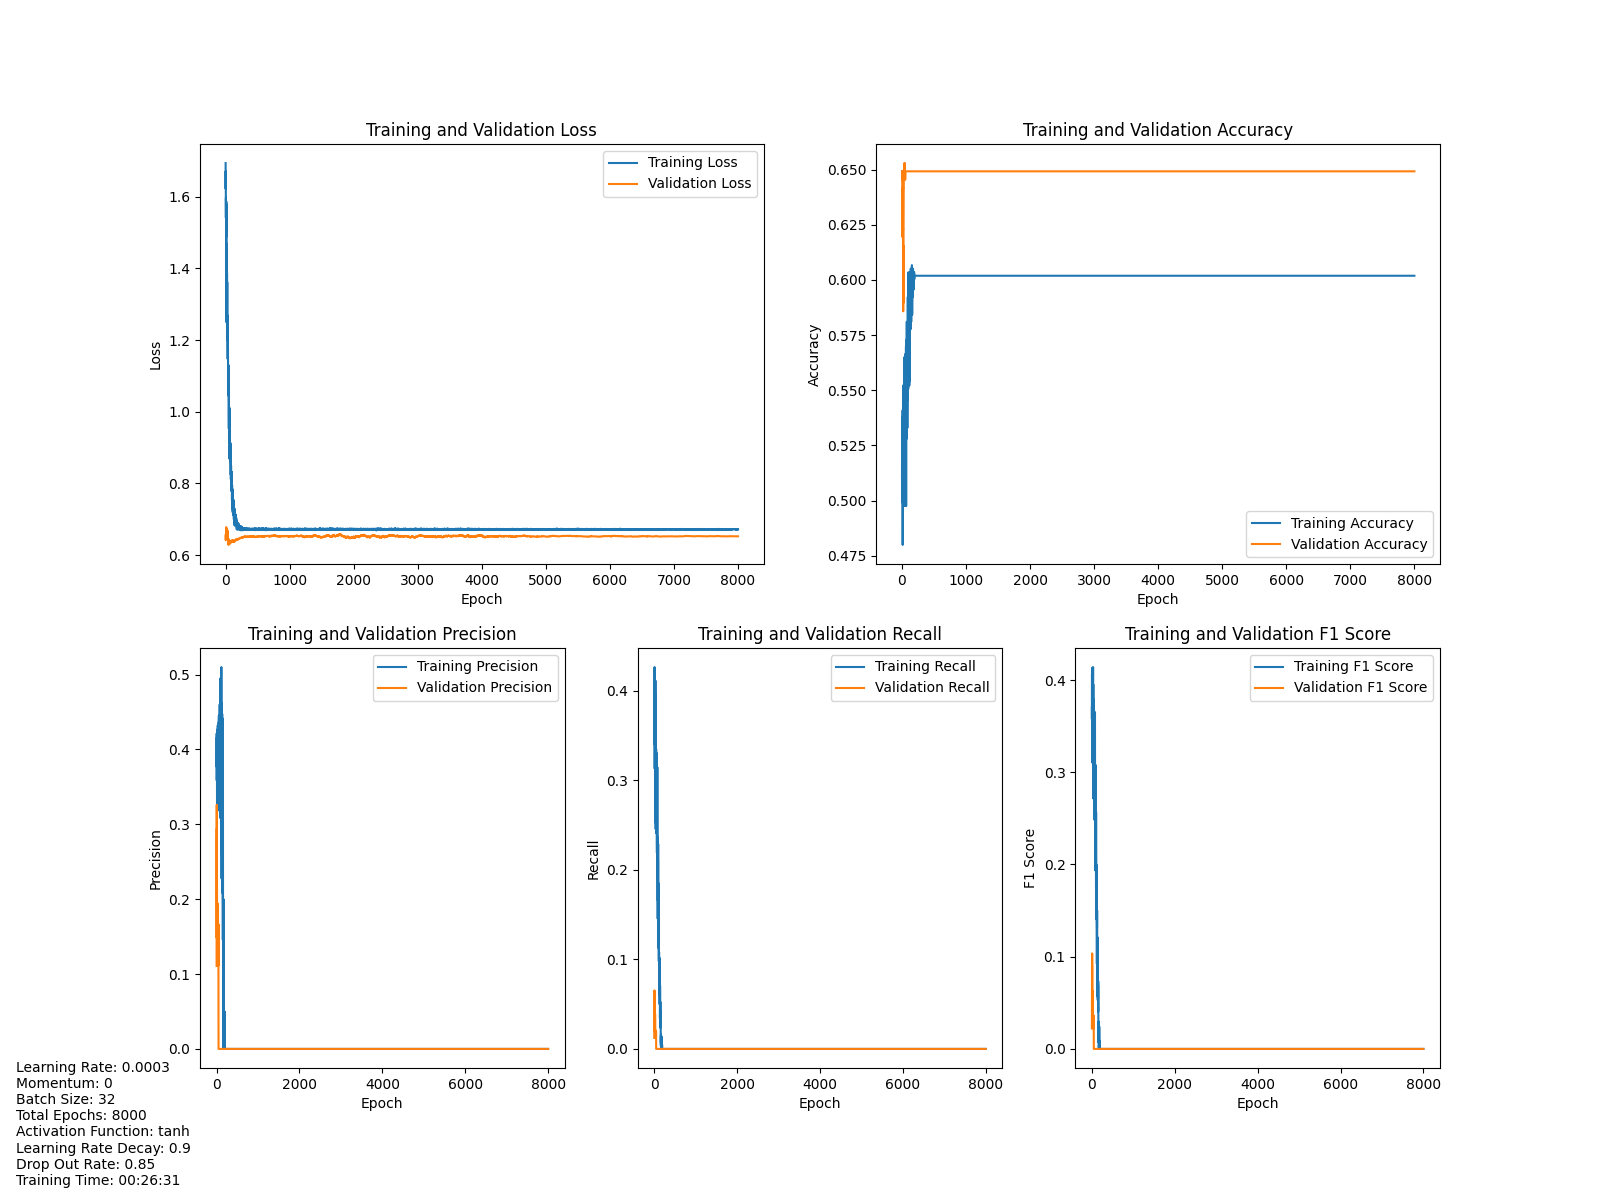 Training and Validation Loss
Training Loss
Validation Loss
1.6
1.4
1.2
1.0
0.8
0.6
Loss
0 1000 2000 3000 4000 5000 6000 7000 8000
Epoch
Training and Validation Accuracy
0.650
0.625
0.600
0.575
0.550
0.525
0.500
0.475
Accuracy
Training Accuracy
Validation Accuracy
0 1000 2000 3000 4000 5000 6000 7000 8000
Epoch
Training and Validation Precision
Training Precision
Validation Precision
0.5
0.4
0.3
0.2
0.1
0.0
Precision
0 2000 4000 6000 8000
Epoch
Training and Validation Recall
Training Recall
Validation Recall
0.4
0.3
0.2
0.1
0.0
Recall
0 2000 4000 6000 8000
Epoch
Training and Validation F1 Score
Training F1 Score
Validation F1 Score
0.4
0.3
0.2
0.1
0.0
F1 Score
0 2000 4000 6000 8000
Epoch
Learning Rate: 0.0003
Momentum: 0
Batch Size: 32
Total Epochs: 8000
Activation Function: tanh
Learning Rate Decay: 0.9
Drop Out Rate: 0.85
Training Time: 00:26:31